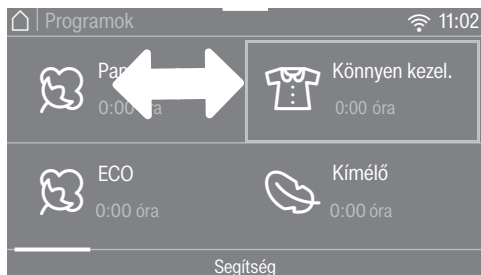 Programok 11:02
Könnyen kezel.
0:00 óra
ECO Kímélő
0:00 óra 0:00 óra
Segítség